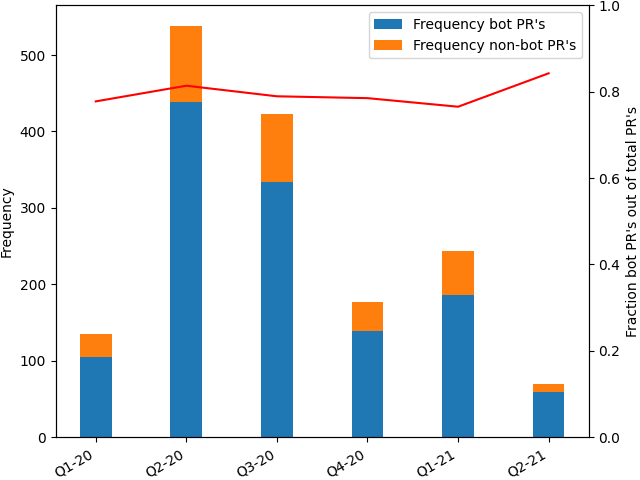 Frequency bot PR's
Frequency non-bot PR's
Frequency
0
100
200
300
400
500
Q1-20
Q2-20
Q3-20
Q4-20
Q1-21
Q2-21
0.0
0.2
0.4
0.6
0.8
1.0
Fraction bot PR's out of total PR's